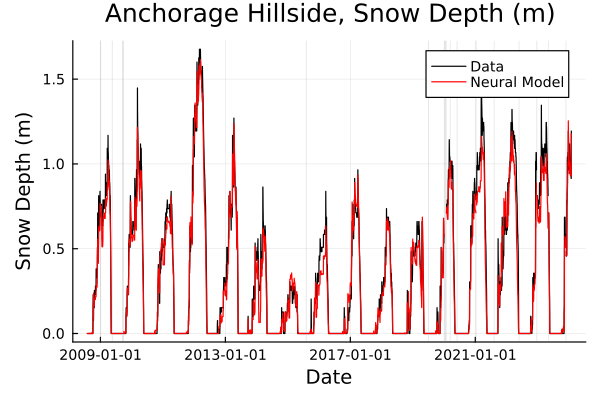 Anchorage Hillside, Snow Depth (m)
Data
Neural Model
Snow Depth (m)
1.5
1.0
0.5
0.0
2009-01-01
2013-01-01
2017-01-01
2021-01-01
Date